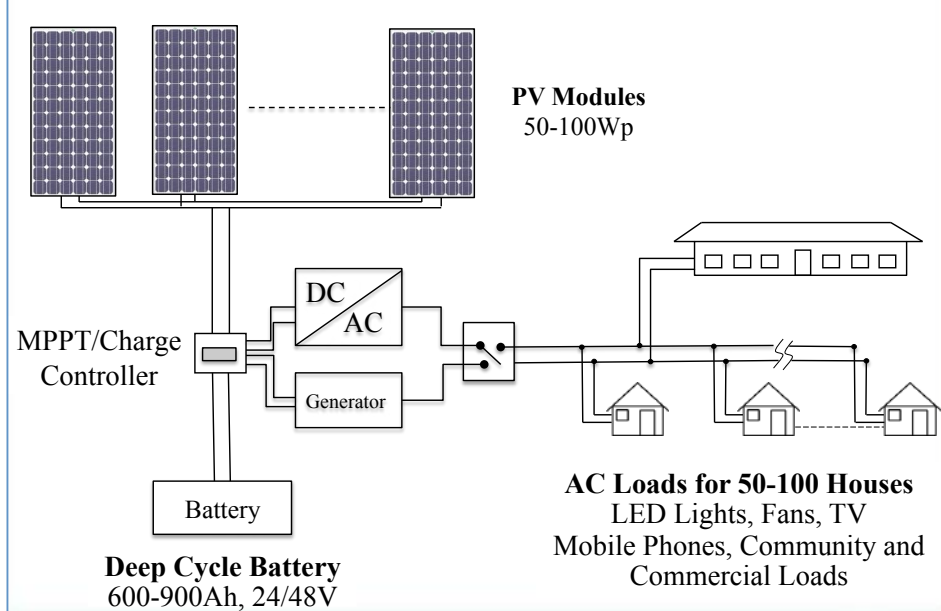 PV Modules
50-100Wp
DC
AC
MPPT/Charge
Controller
Generator
Battery
Deep Cycle Battery
600-900Ah, 24/48V
AC Loads for 50-100 Houses
LED Lights, Fans, TV
Mobile Phones, Community and
Commercial Loads